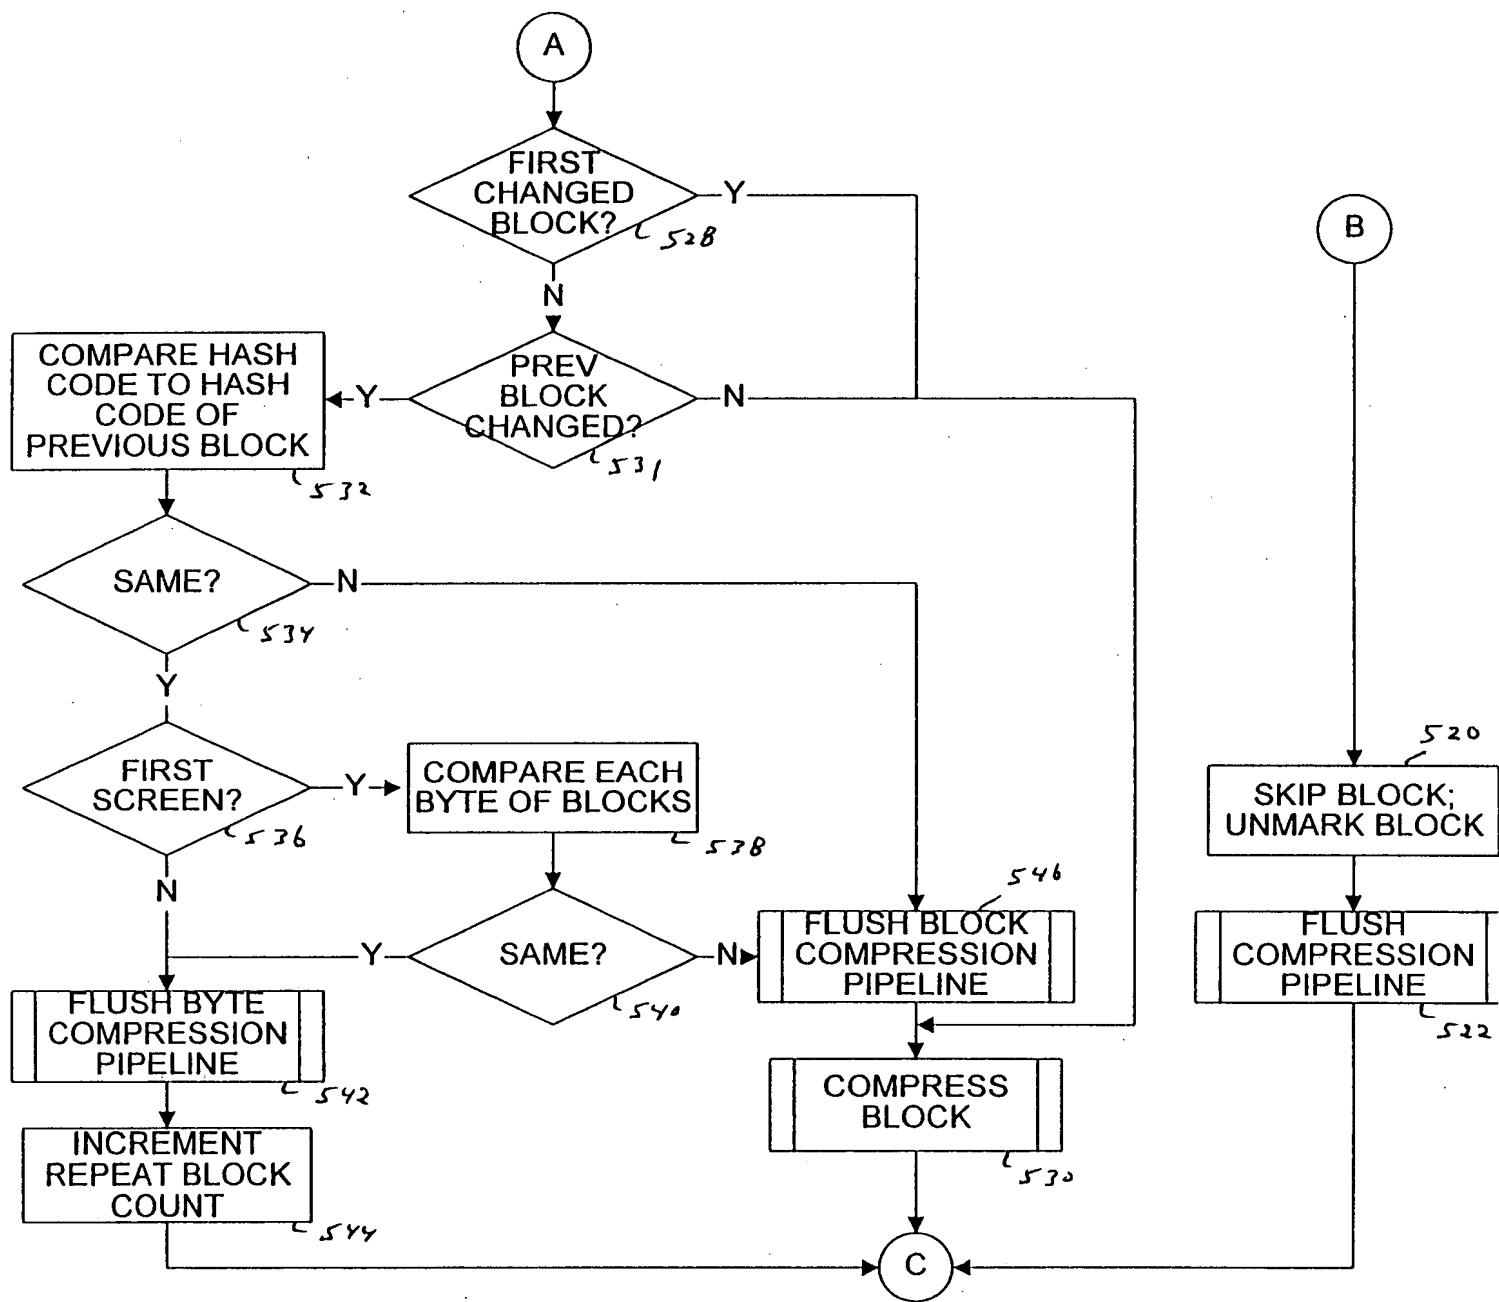 A
FIRST
CHANGED
BLOCK?
Y
528
B
N
COMPARE HASH
CODE TO HASH
CODE OF
PREVIOUS BLOCK
532
Y
PREV
BLOCK
CHANGED?
N
531
SAME?
N
534
Y
FIRST
SCREEN?
Y
536
COMPARE EACH
BYTE OF BLOCKS
538
520
SKIP BLOCK;
UNMARK BLOCK
N
Y
SAME?
N
540
546
FLUSH BLOCK
COMPRESSION
PIPELINE
FLUSH
COMPRESSION
PIPELINE
522
FLUSH BYTE
COMPRESSION
PIPELINE
542
COMPRESS
BLOCK
530
INCREMENT
REPEAT BLOCK
COUNT
544
C